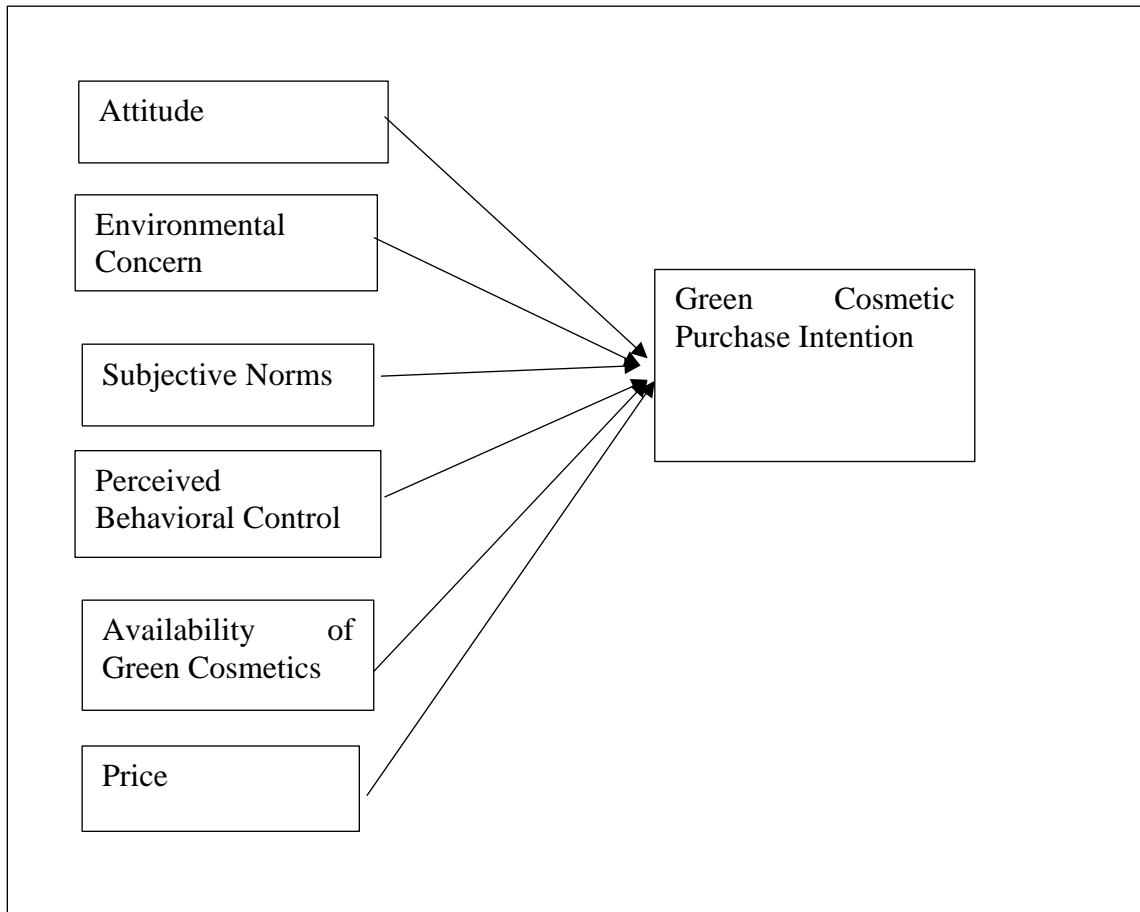 Attitude
Environmental
Concern
Subjective Norms
Perceived
Behavioral Control
Availability of
Green Cosmetics
Price
Green Cosmetic
Purchase Intention